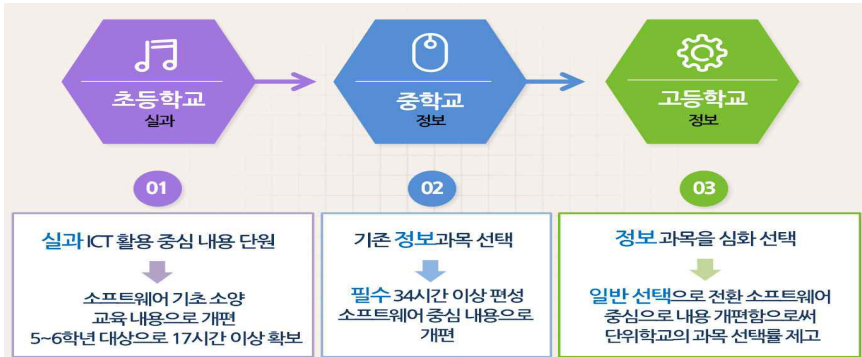 초등학교
실과
중학교
정보
고등학교
정보
01
실과 ICT 활용 중심 내용 단원
소프트웨어 기초 소양
교육 내용으로 개편
5~6학년 대상으로 17시간 이상 확보
02
기존 정보과목 선택
필수 34시간 이상 편성
소프트웨어 중심 내용으로
개편
03
정보 과목을 심화 선택
일반 선택으로 전환 소프트웨어
중심으로 내용 개편함으로써
단위학교의 과목 선택률 제고